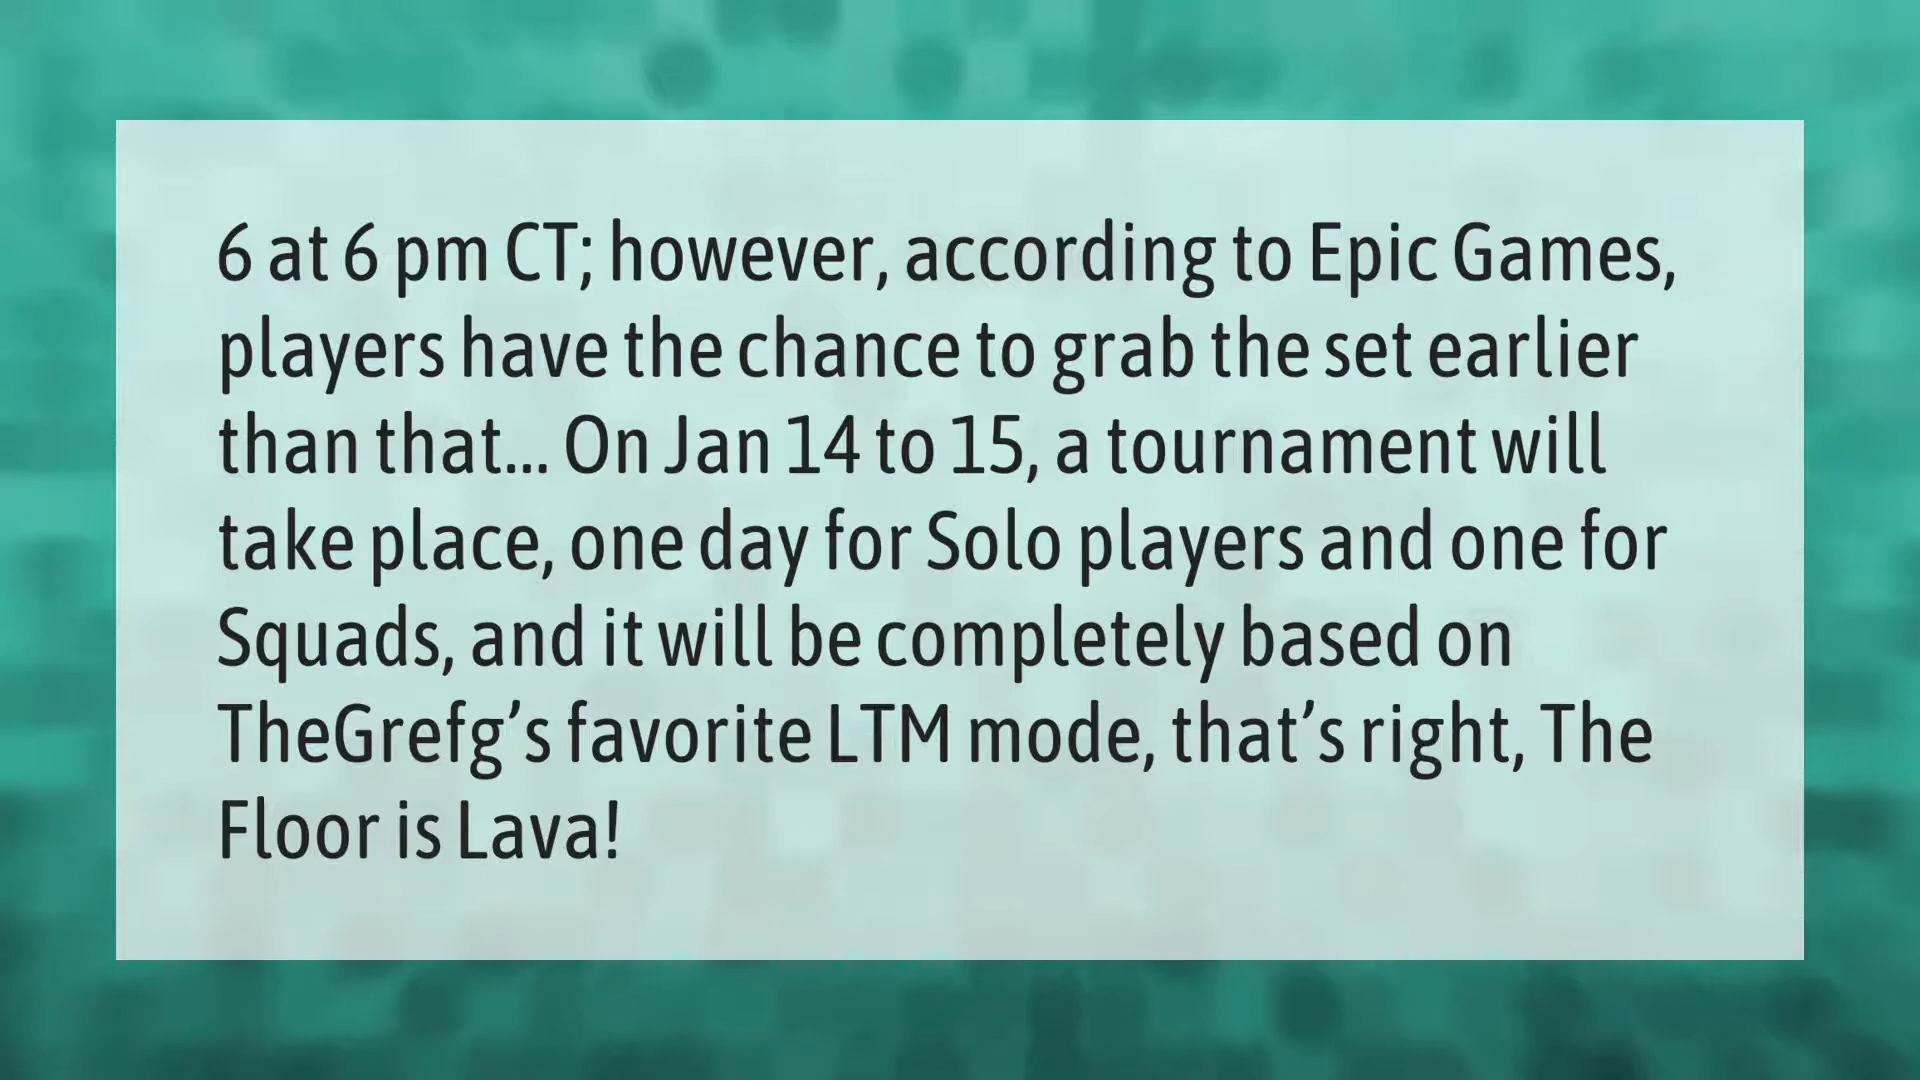 6 at 6 pm CT; however, according to Epic Games,
players have the chance to grab the set earlier
than that... On Jan 14 to 15, a tournament will
take place, one day for Solo players and one for
Squads, and it will be completely based on
TheGrefg’s favorite LTM mode, that’s right, The
Floor is Lava!